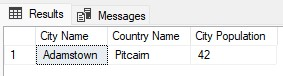 Results Messages
City Name Country Name City Population
1 Adamstown Pitcairn 42